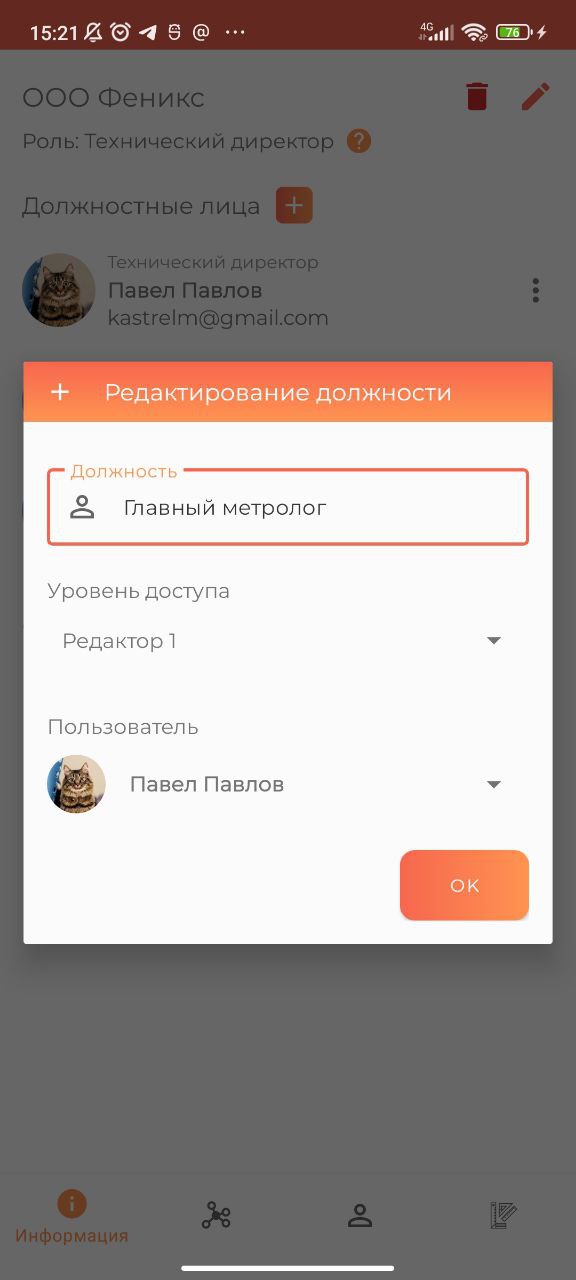 15:21
4G
76
ООО Феникс
Роль: Технический директор
?
Должностные лица
Технический директор
Павел Павлов
kastrelm@gmail.com
Редактирование должности
Должность
Главный метролог
Уровень доступа
Редактор 1
Пользователь
Павел Павлов
ОК
Информация